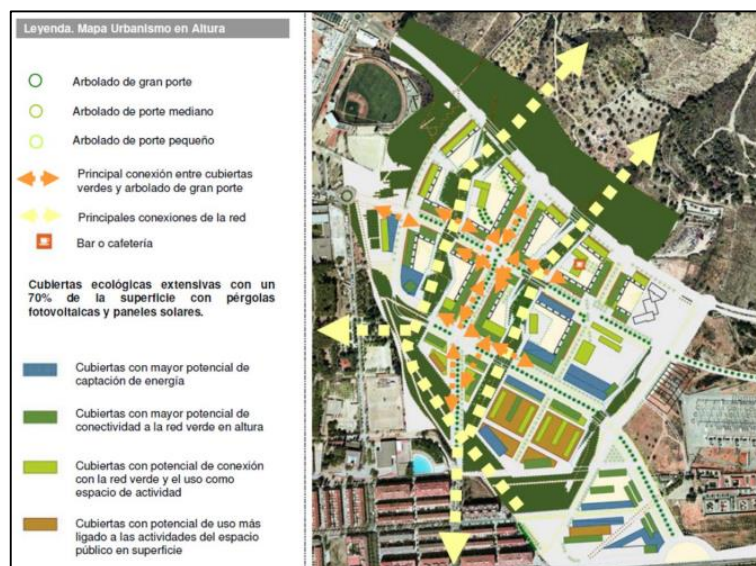 Leyenda. Mapa Urbanismo en Altura
Arbolado de gran porte
Arbolado de porte mediano
Arbolado de porte pequeño
Principal conexión entre cubiertas
verdes y arbolado de gran porte
Principales conexiones de la red
Bar o cafetería
Cubiertas ecológicas extensivas con un
70% de la superficie con pérgolas
fotovoltaicas y paneles solares.
Cubiertas con mayor potencial de
captación de energía
Cubiertas con mayor potencial de
conectividad a la red verde en altura
Cubiertas con potencial de conexión
con la red verde y el uso como
espacio de actividad
Cubiertas con potencial de uso más
ligado a las actividades del espacio
público en superficie